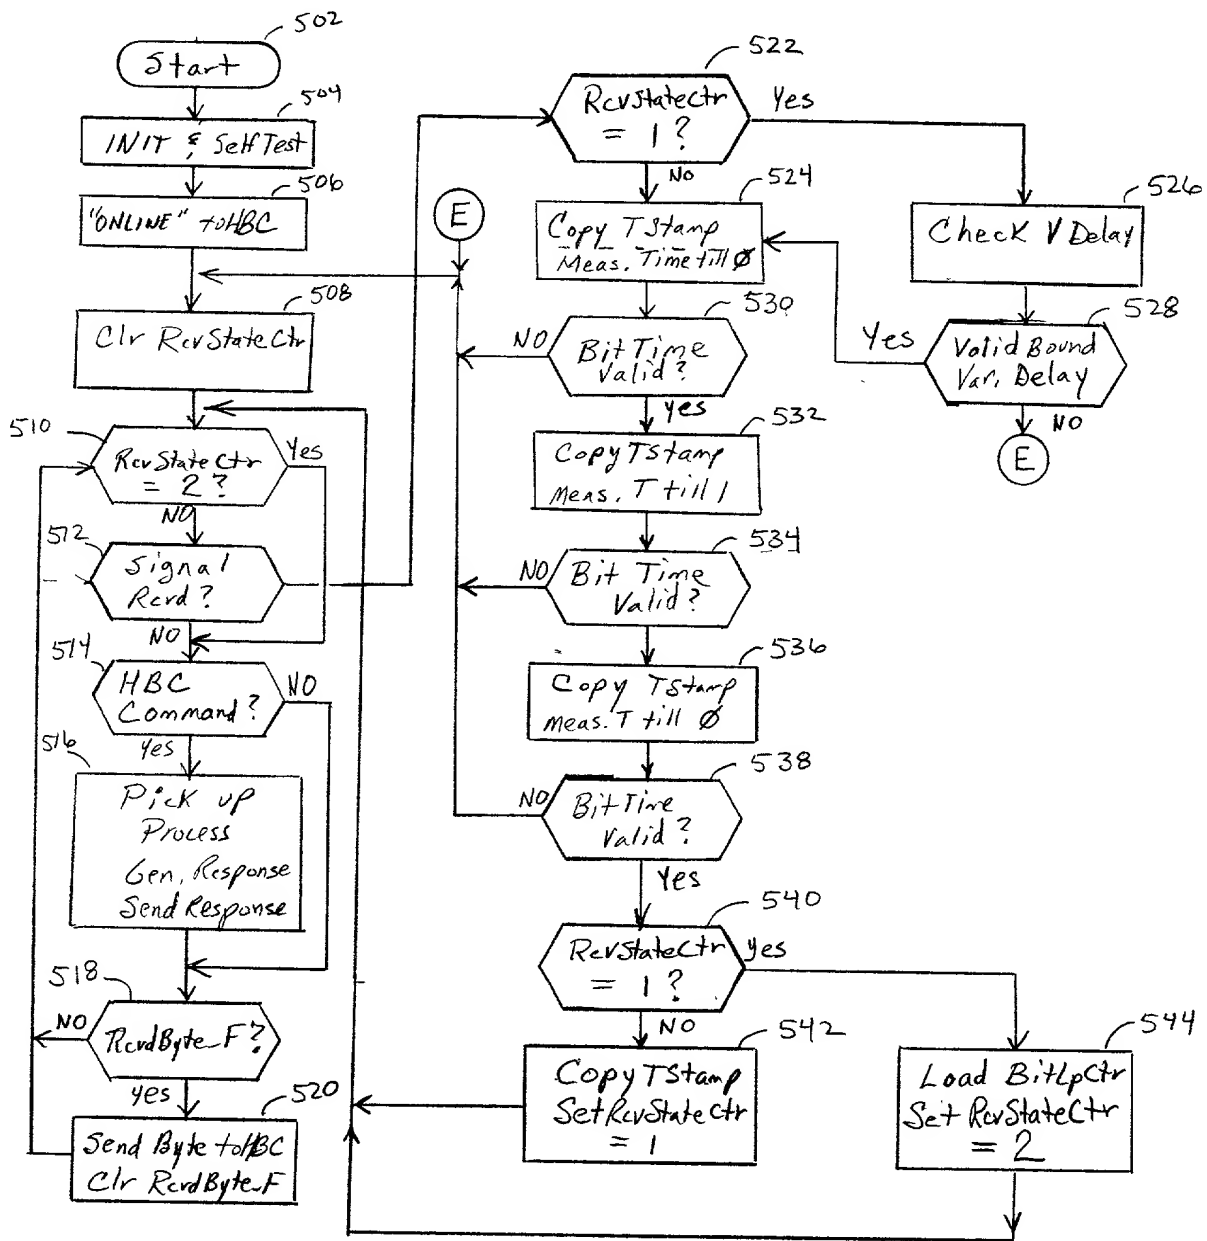 502
Start
504
INIT & Self Test
506
"ONLINE" to HBC
508
Clr RcvStateCtr
510
RcvStateCtr
= 2 ?
Yes
NO
512
Signal
Rcvd ?
NO
514
HBC
Command ?
NO
Yes
516
Pick up
Process
Gen. Response
Send Response
518
RcvdByte_F ?
NO
yes
520
Send Byte to HBC
Clr RcvdByte_F
E
522
RcvStateCtr
= 1 ?
Yes
NO
524
Copy TStamp
Meas. Time till Ø
526
Check V Delay
528
Valid Bound
Var. Delay
Yes
NO
E
530
Bit Time
Valid ?
NO
yes
532
Copy TStamp
Meas. T till 1
534
Bit Time
Valid ?
NO
536
Copy TStamp
meas. T till Ø
538
Bit Time
Valid ?
NO
Yes
540
RcvStateCtr
= 1 ?
yes
NO
542
Copy TStamp
Set RcvStateCtr
= 1
544
Load BitLpCtr
Set RcvStateCtr
= 2